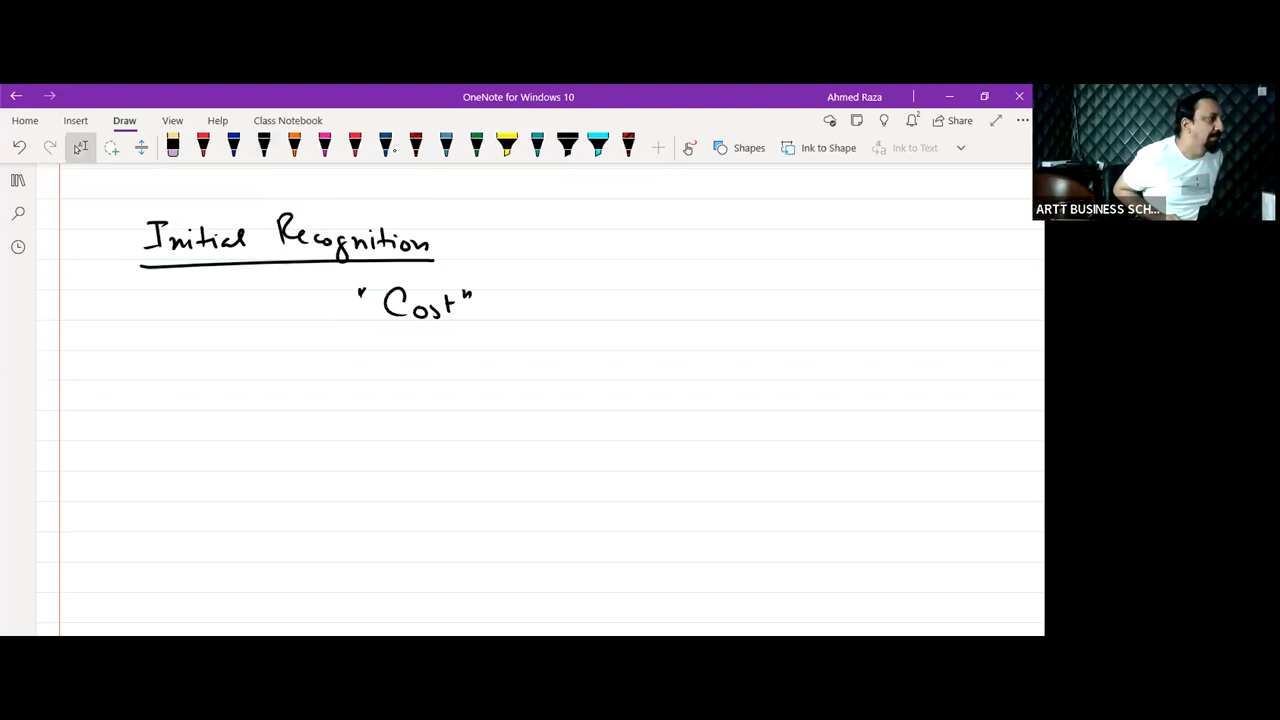 OneNote for Windows 10
Ahmed Raza
Home Insert Draw View Help Class Notebook
Share
Shapes Ink to Shape Ink to Text
ARTT BUSINESS SCH...
Initial Recognition
"Cost"